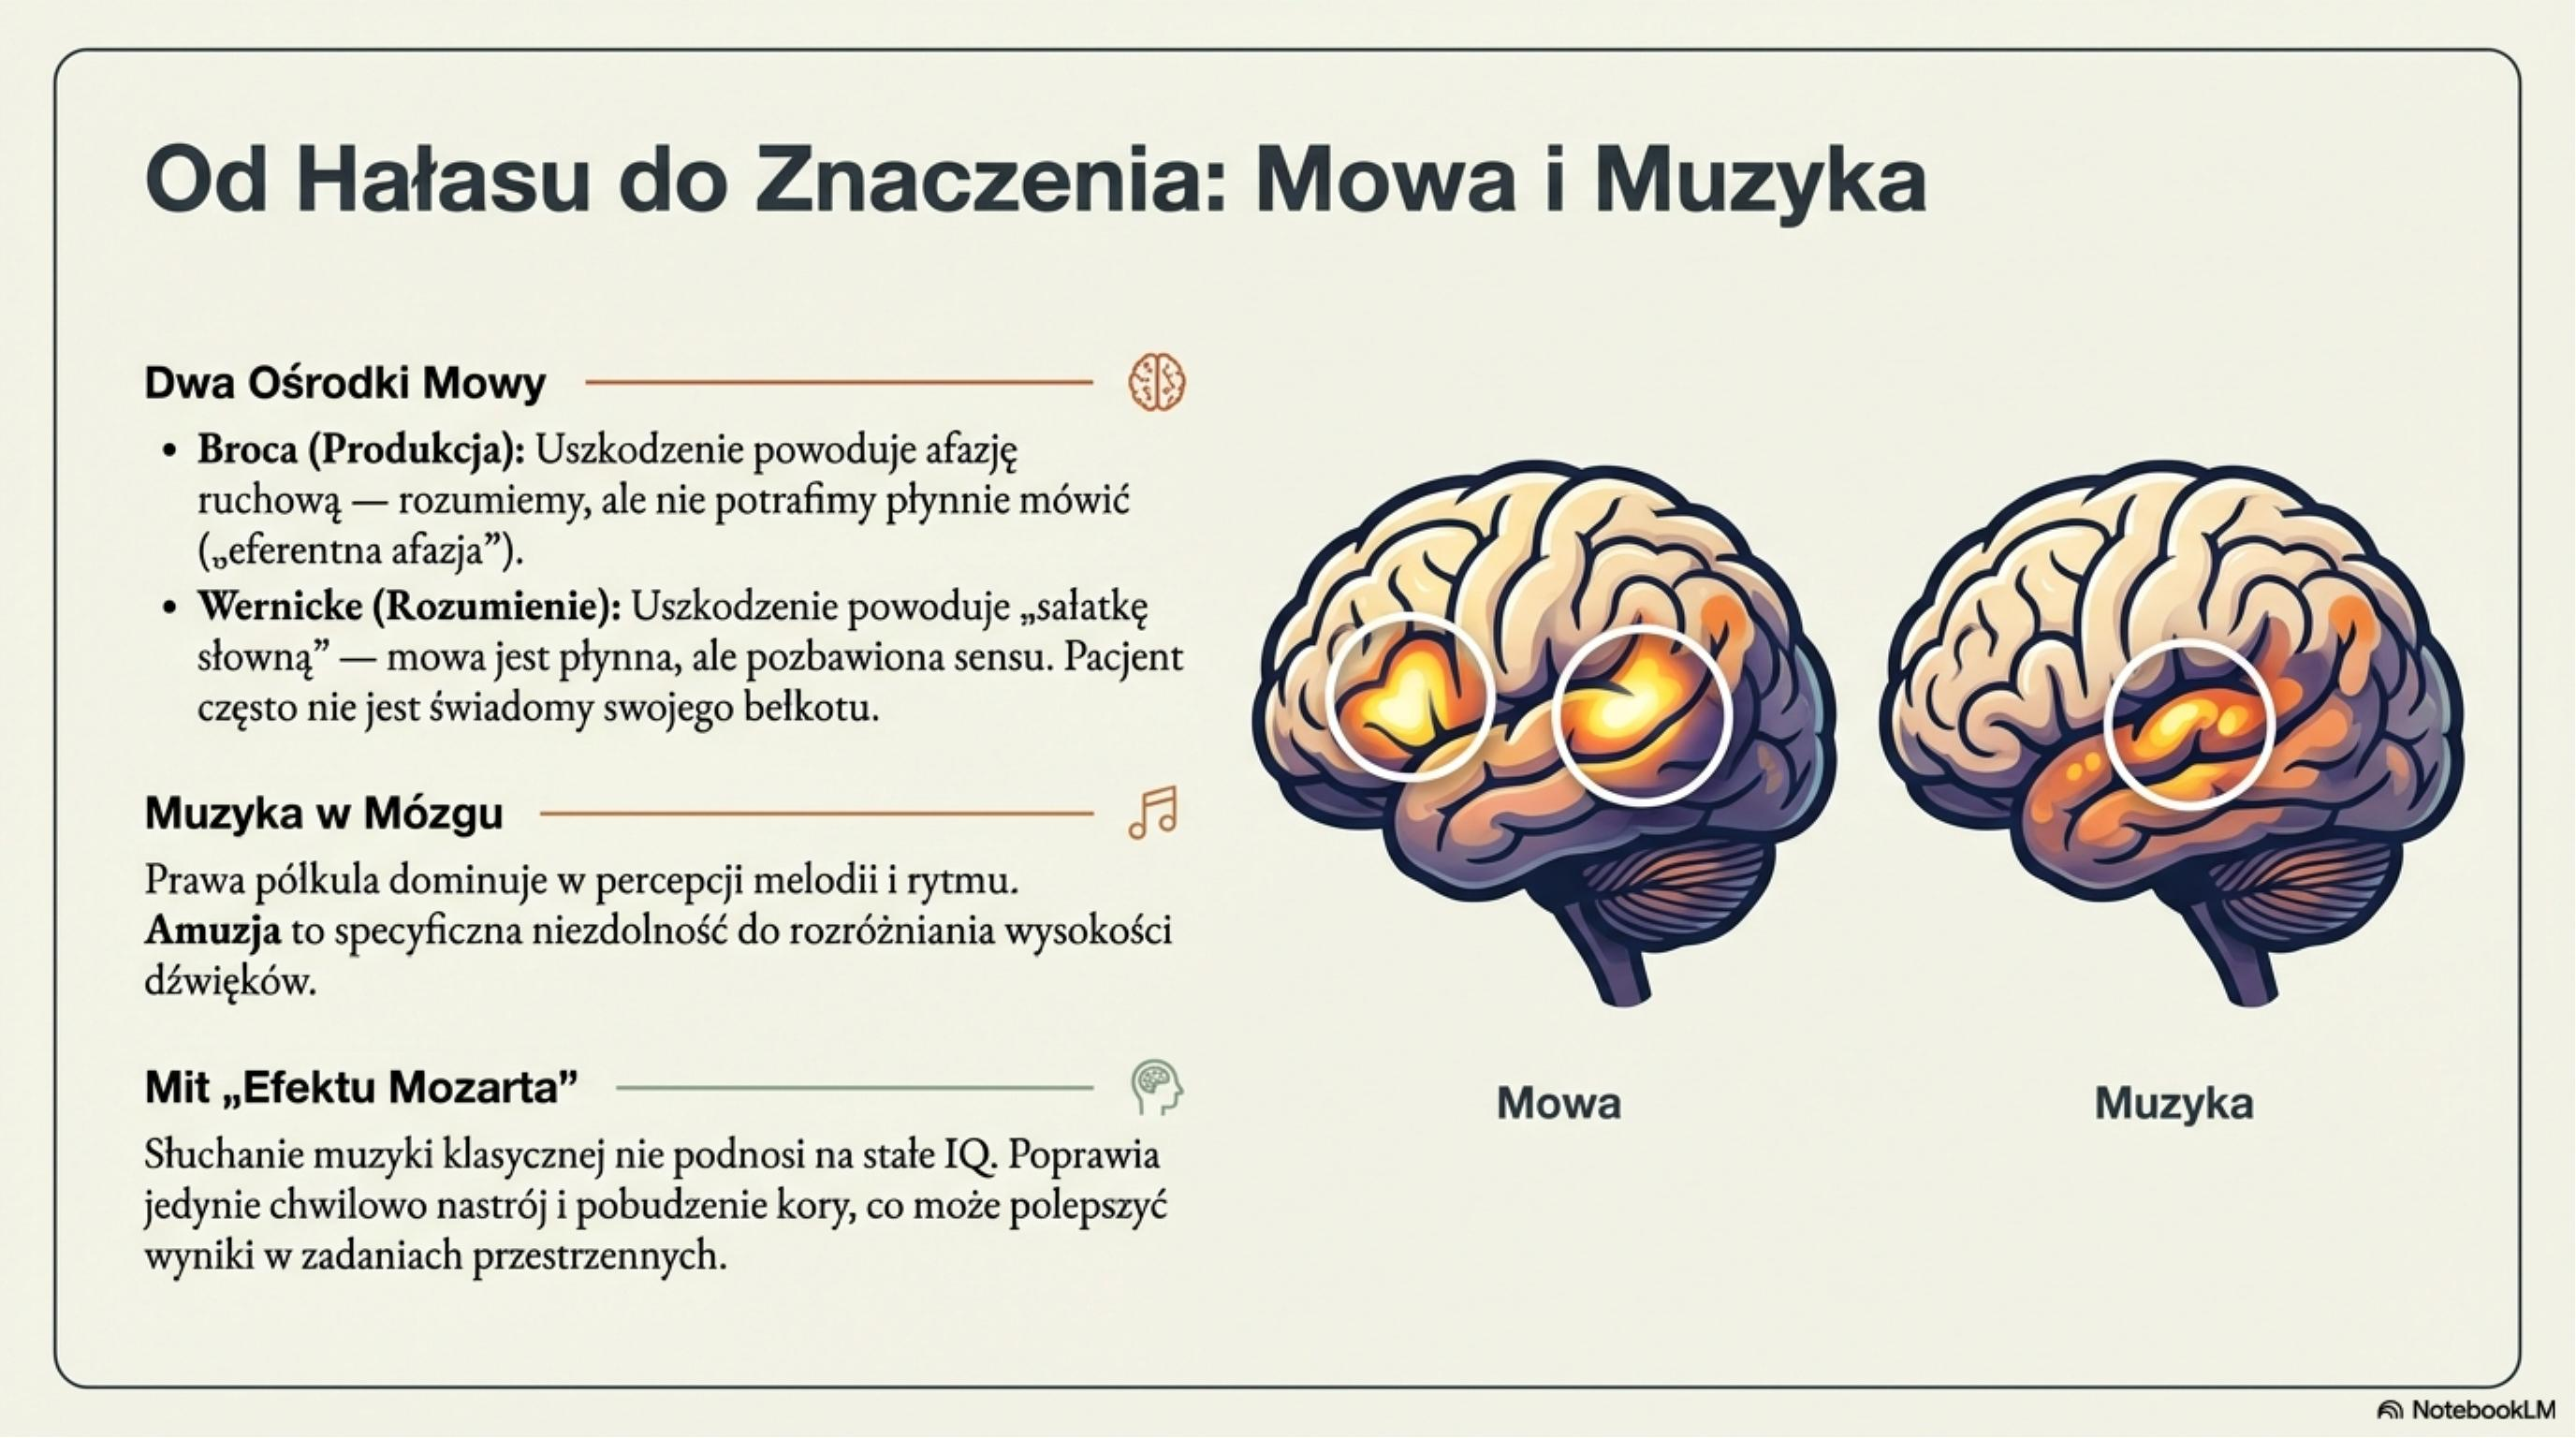 Od Hałasu do Znaczenia: Mowa i Muzyka
Dwa Ośrodki Mowy
• Broca (Produkcja): Uszkodzenie powoduje afazję
ruchową — rozumiemy, ale nie potrafimy płynnie mówić
(„eferentna afazja”).
• Wernicke (Rozumienie): Uszkodzenie powoduje „sałatkę
słowną” — mowa jest płynna, ale pozbawiona sensu. Pacjent
często nie jest świadomy swojego bełkotu.
Muzyka w Mózgu
Prawa półkula dominuje w percepcji melodii i rytmu.
Amuzja to specyficzna niezdolność do rozróżniania wysokości
dźwięków.
Mit „Efektu Mozarta”
Słuchanie muzyki klasycznej nie podnosi na stałe IQ. Poprawia
jedynie chwilowo nastrój i pobudzenie kory, co może polepszyć
wyniki w zadaniach przestrzennych.
Mowa
Muzyka
NotebookLM